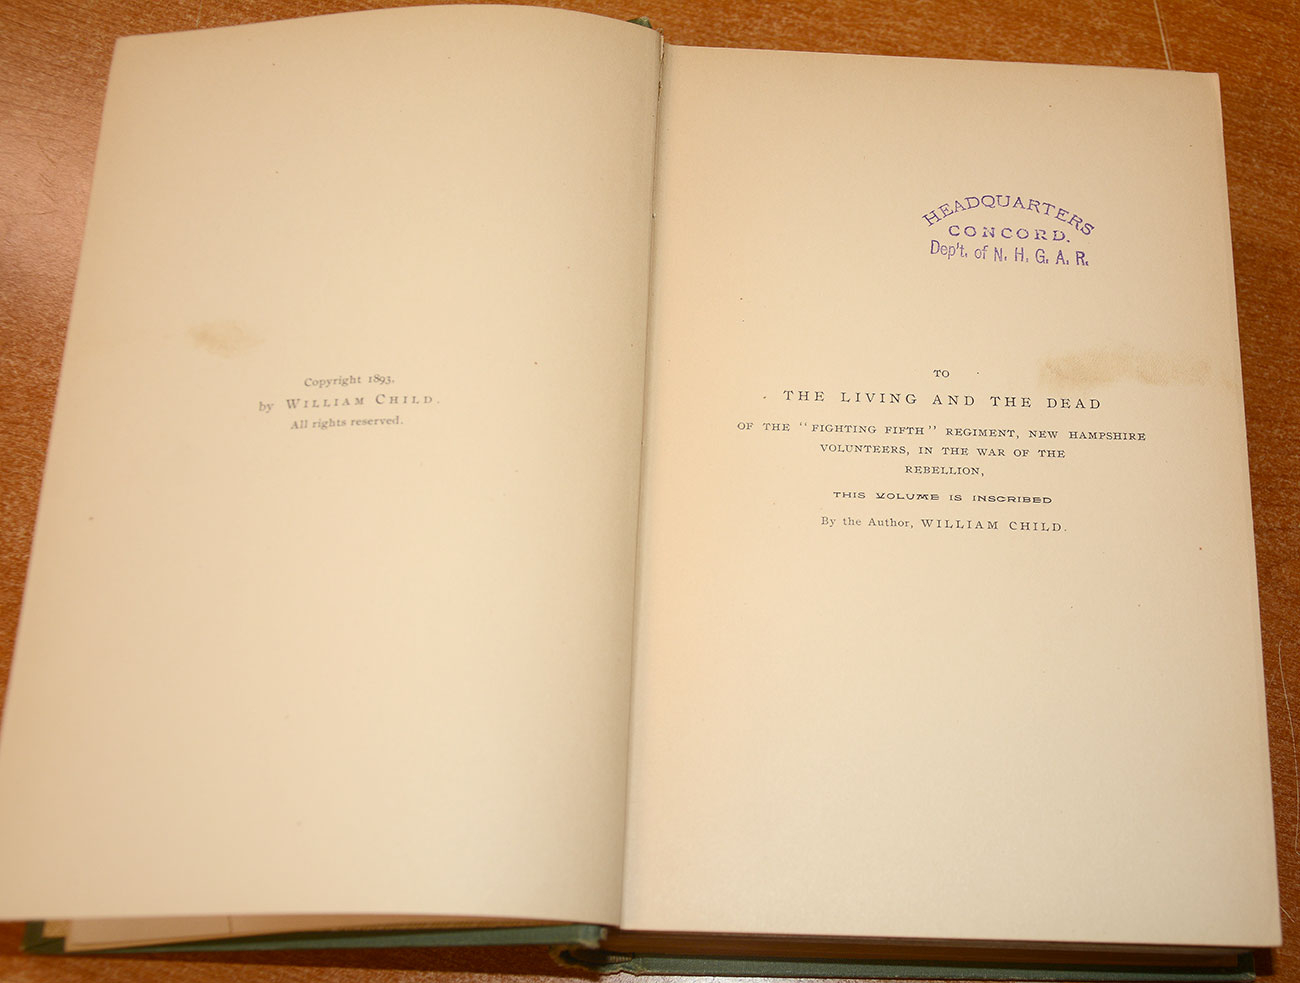 Copyright 1893,
by WILLIAM CHILD.
All rights reserved.
HEADQUARTERS
CONCORD.
Dep't. of N. H. G. A. R.
TO
THE LIVING AND THE DEAD
OF THE "FIGHTING FIFTH" REGIMENT, NEW HAMPSHIRE
VOLUNTEERS, IN THE WAR OF THE
REBELLION,
THIS VOLUME IS INSCRIBED
By the Author, WILLIAM CHILD.